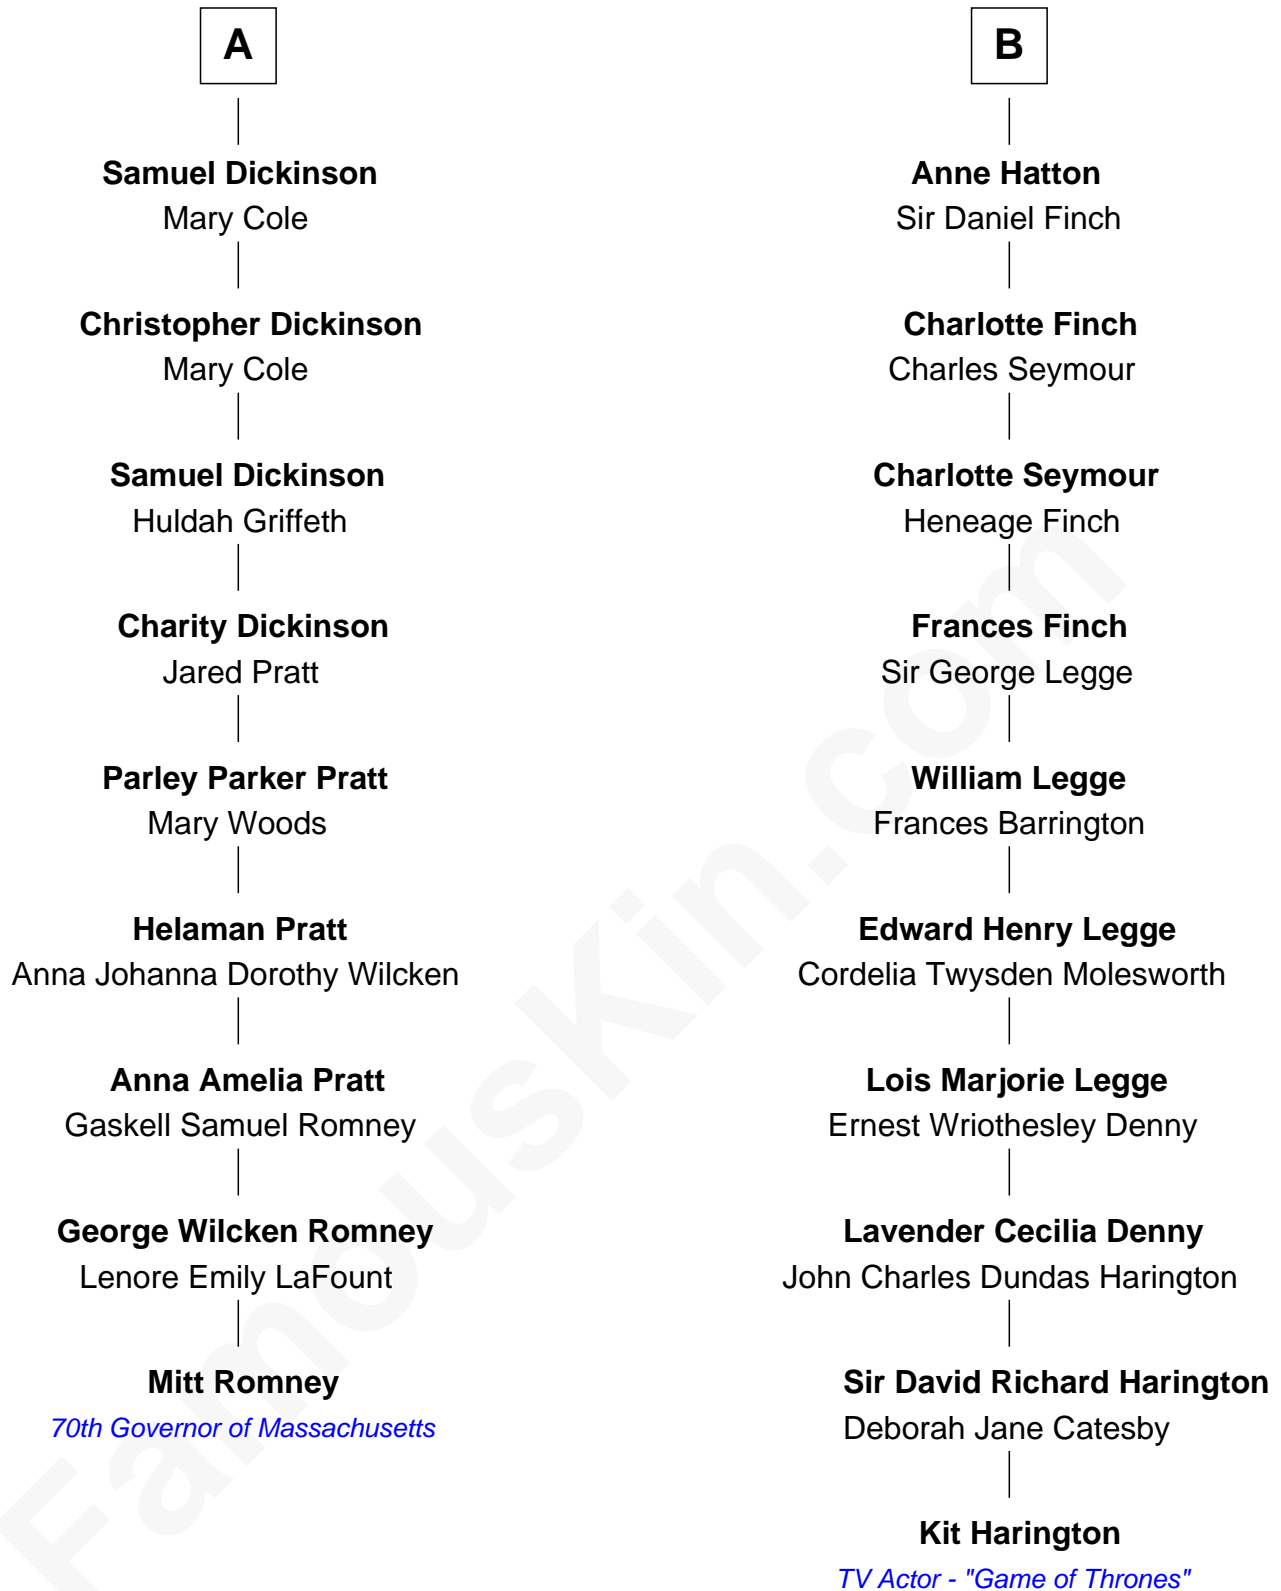 A
Samuel Dickinson
Mary Cole
Christopher Dickinson
Mary Cole
Samuel Dickinson
Huldah Griffeth
Charity Dickinson
Jared Pratt
Parley Parker Pratt
Mary Woods
Helaman Pratt
Anna Johanna Dorothy Wilcken
Anna Amelia Pratt
Gaskell Samuel Romney
George Wilcken Romney
Lenore Emily LaFount
Mitt Romney
70th Governor of Massachusetts
B
Anne Hatton
Sir Daniel Finch
Charlotte Finch
Charles Seymour
Charlotte Seymour
Heneage Finch
Frances Finch
Sir George Legge
William Legge
Frances Barrington
Edward Henry Legge
Cordelia Twysden Molesworth
Lois Marjorie Legge
Ernest Wriothesley Denny
Lavender Cecilia Denny
John Charles Dundas Harington
Sir David Richard Harington
Deborah Jane Catesby
Kit Harington
TV Actor - "Game of Thrones"
FamousKin.com